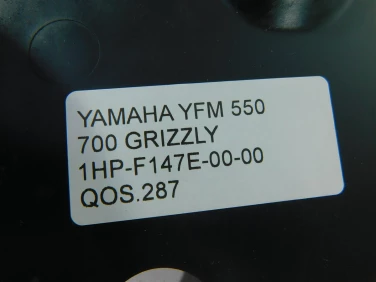 YAMAHA YFM 550
700 GRIZZLY
1HP-F147E-00-00
QOS.287